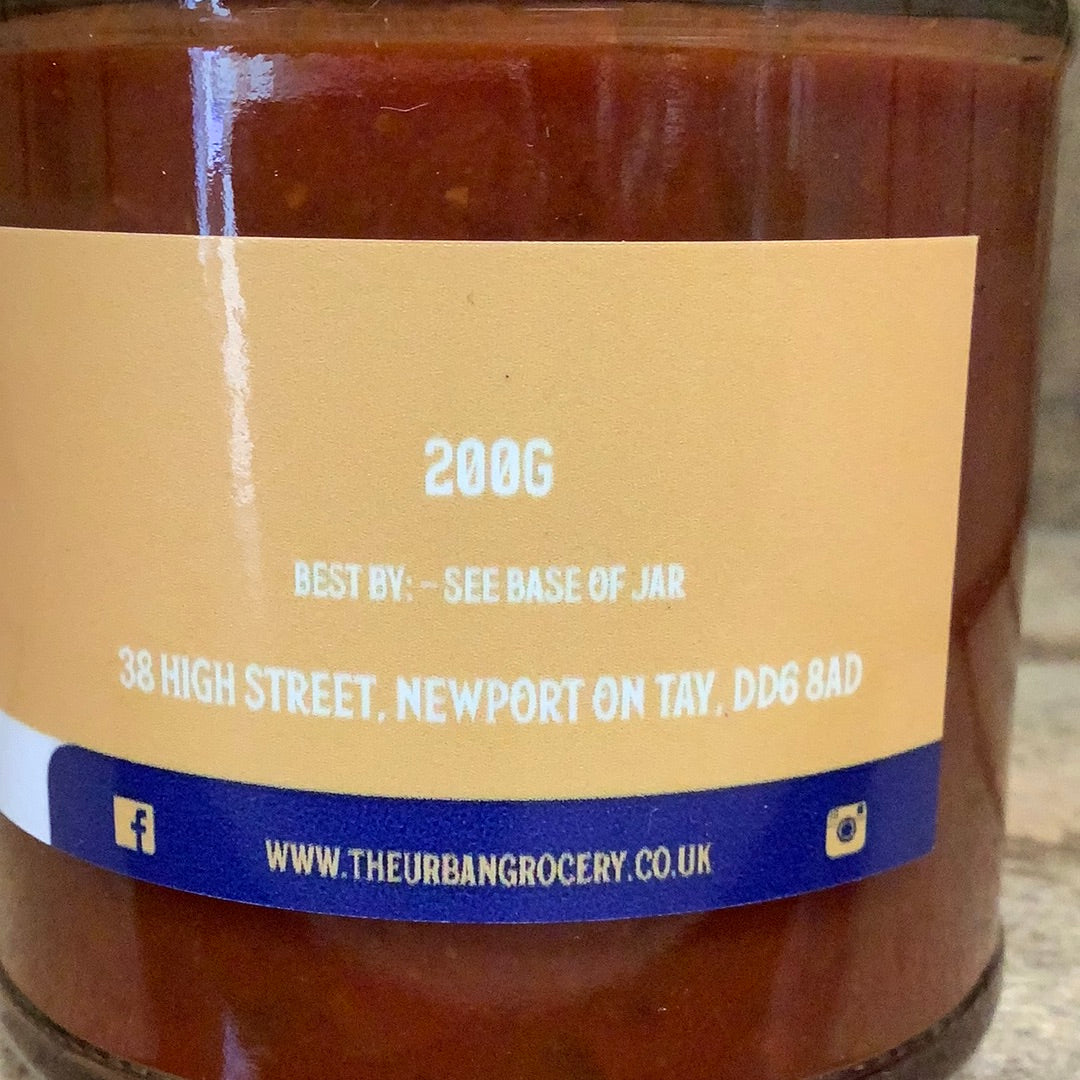 200G
BEST BY: - SEE BASE OF JAR
38 HIGH STREET, NEWPORT ON TAY, DD6 8AD
WWW.THEURBANGROCERY.CO.UK